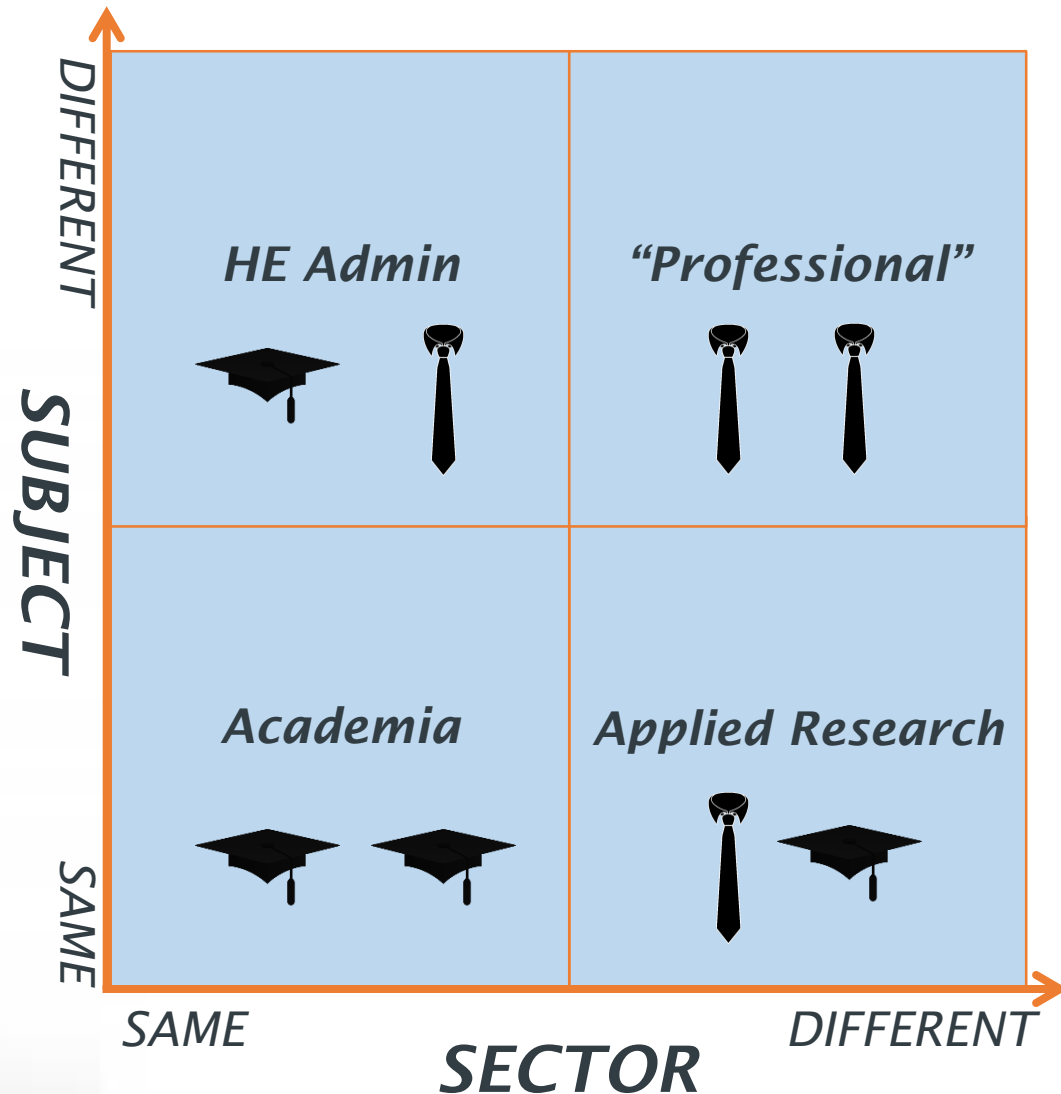 DIFFERENT
HE Admin
“Professional”
SUBJECT
Academia
Applied Research
SAME
SAME
DIFFERENT
SECTOR